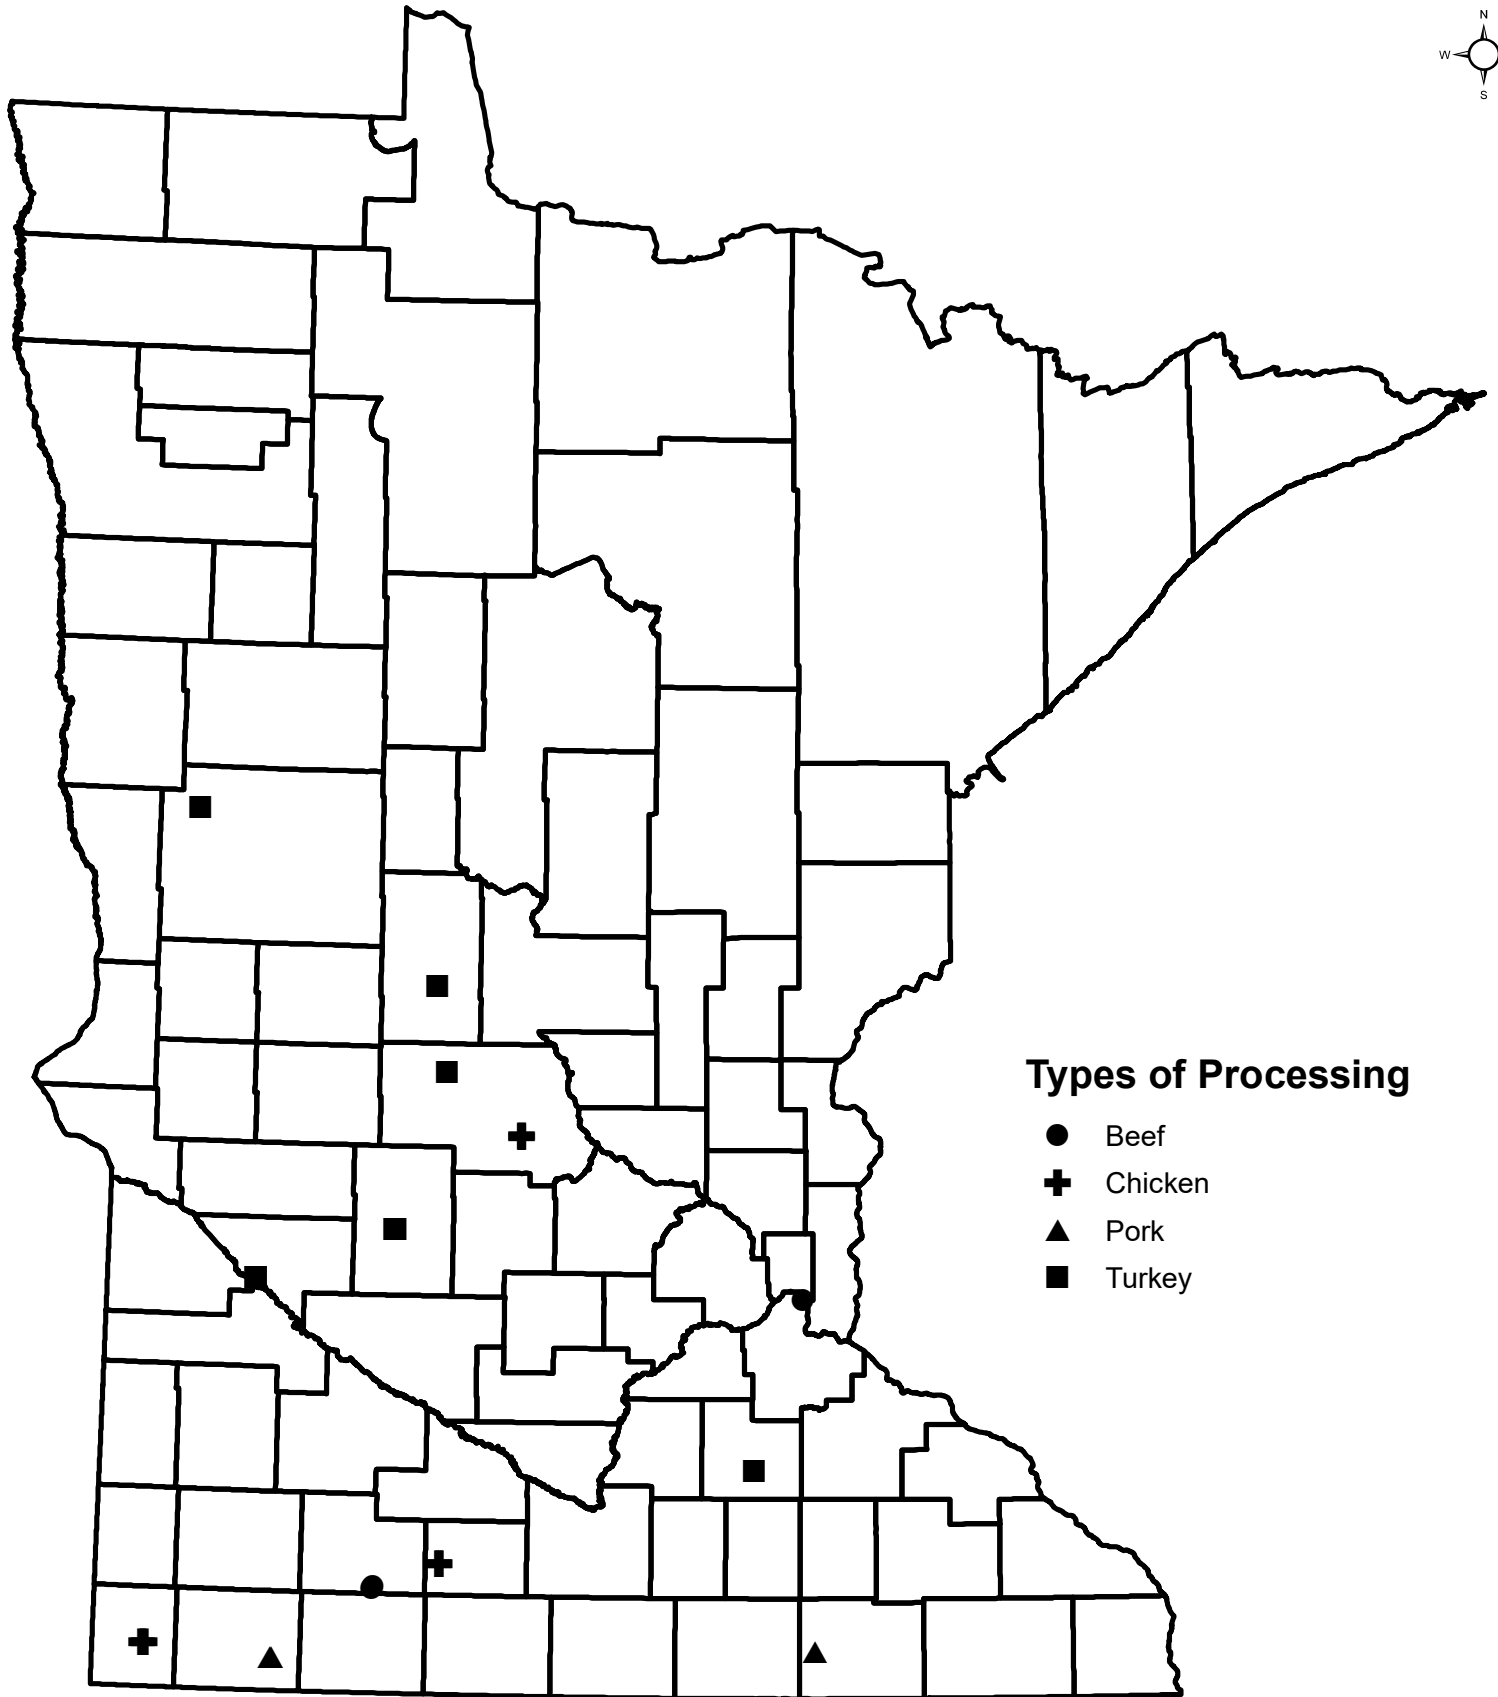 N
W
S
Types of Processing
Beef
Chicken
Pork
Turkey